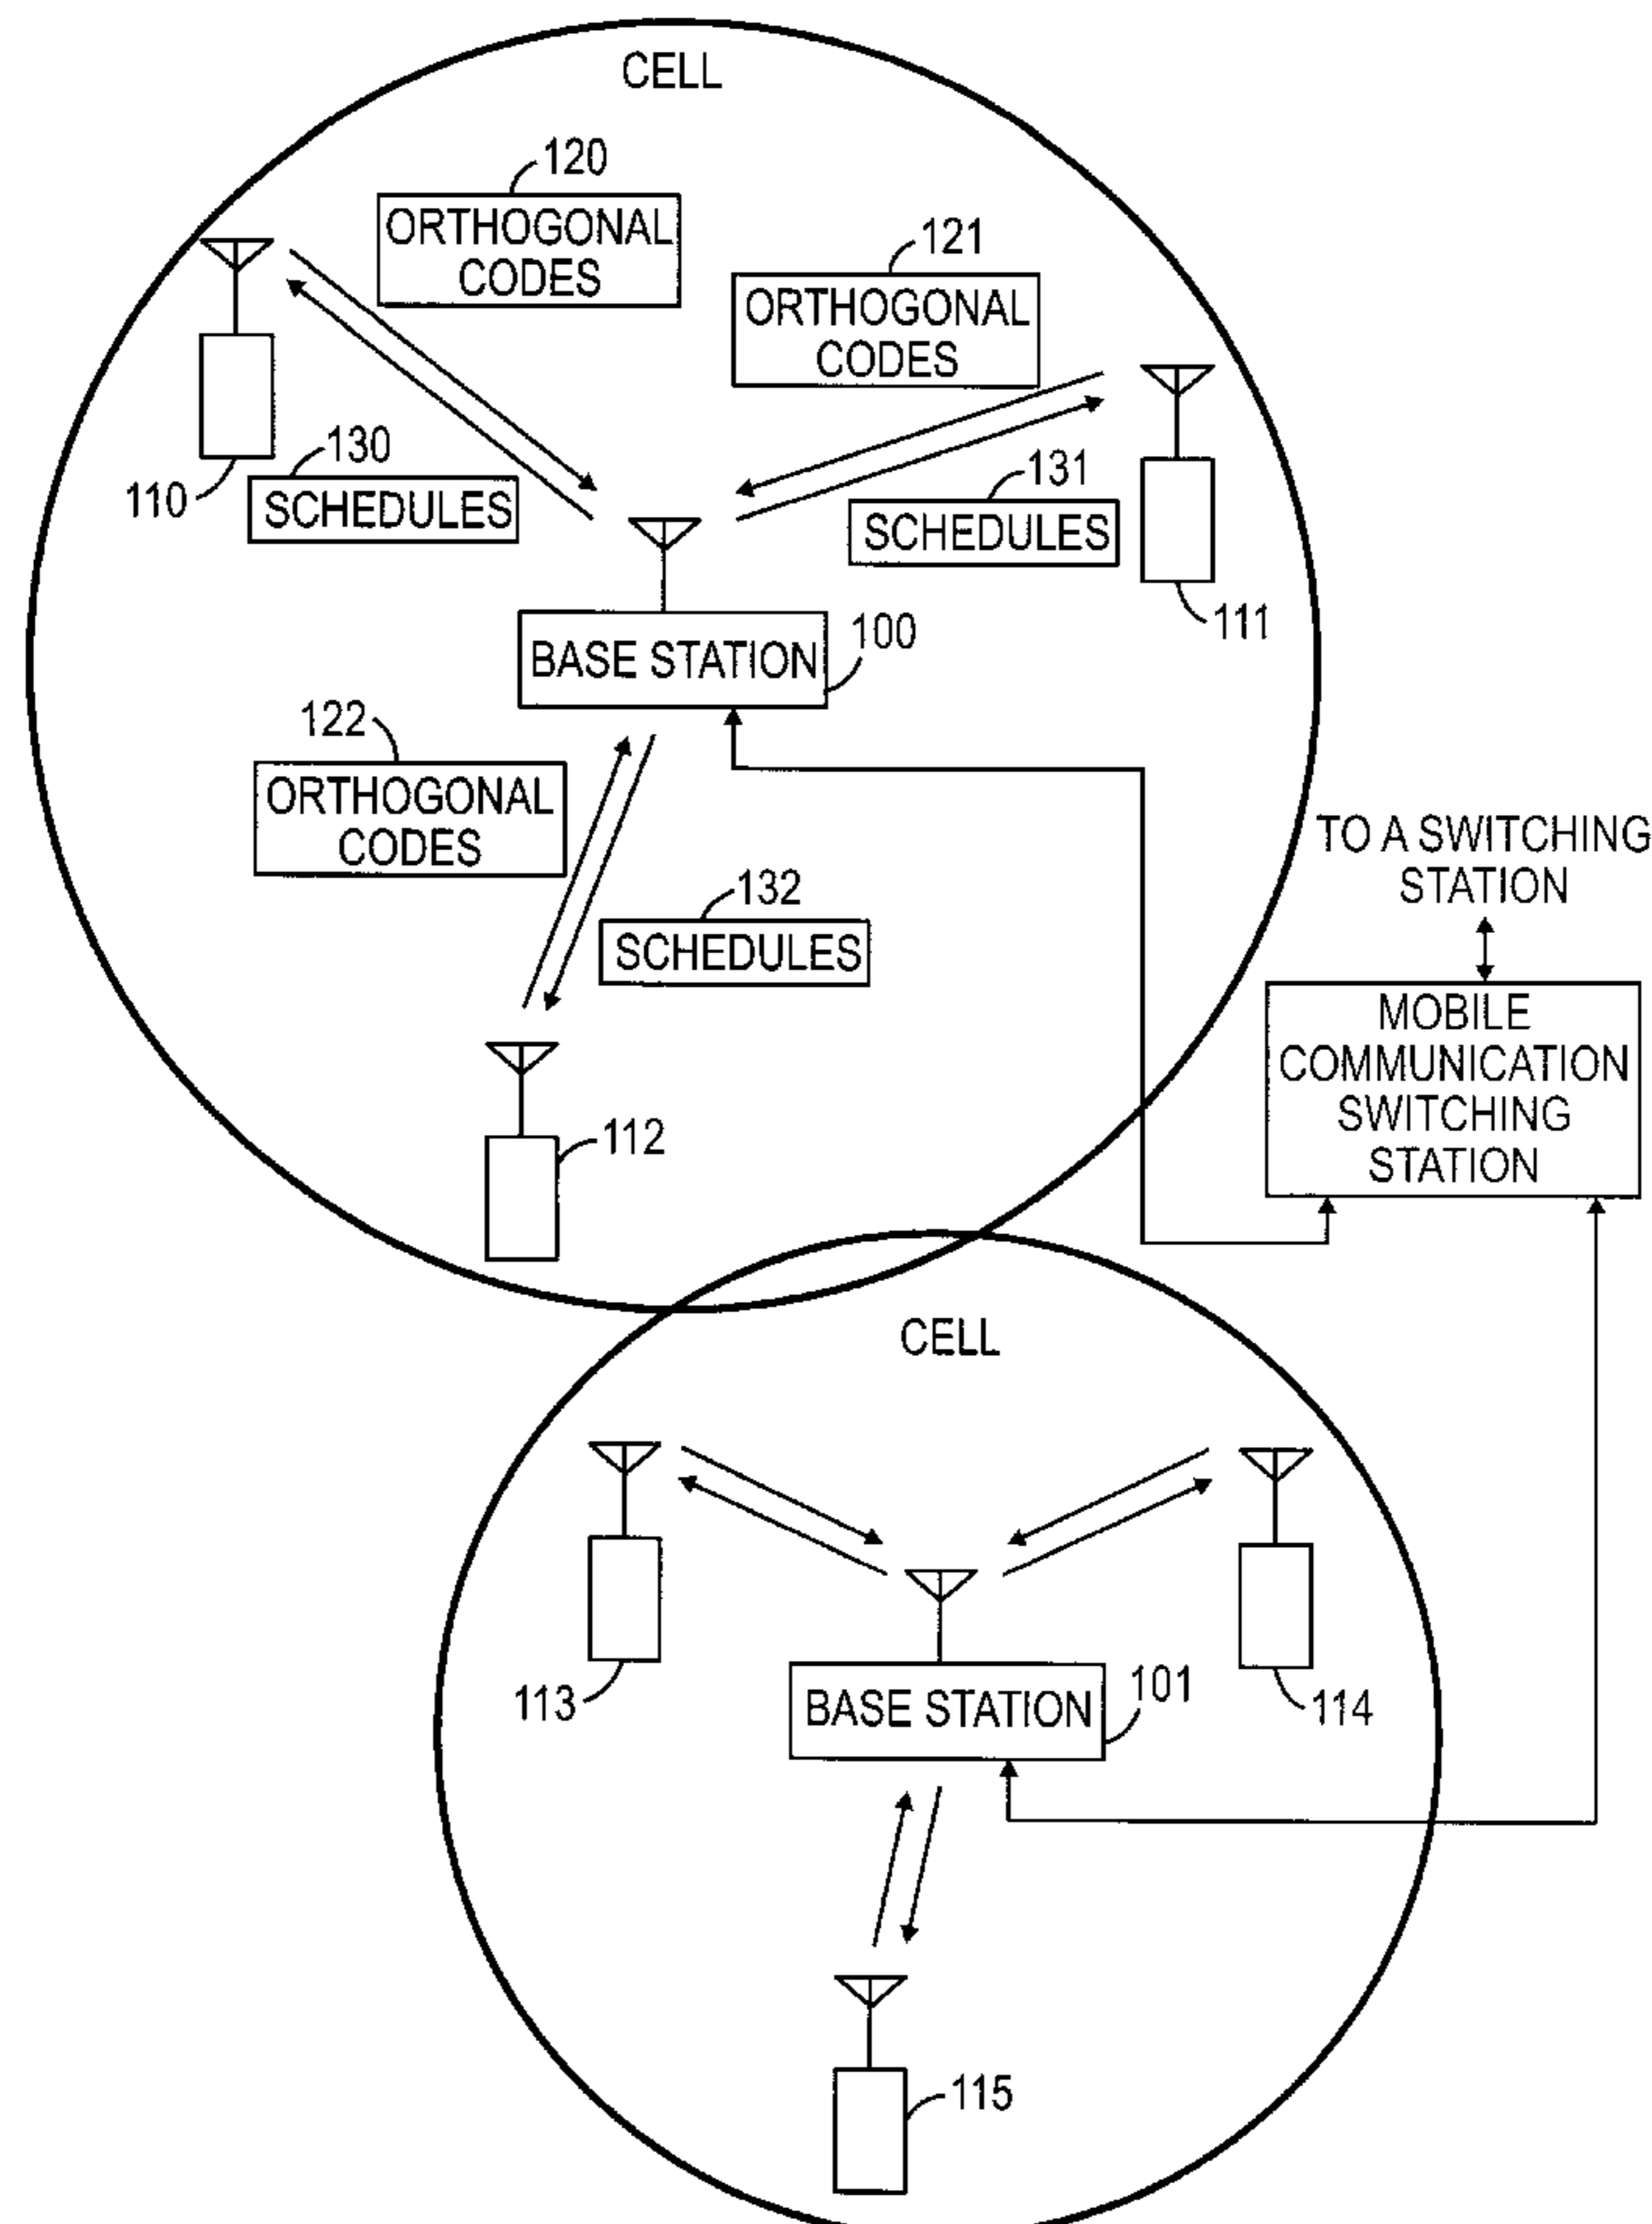 CELL
120
ORTHOGONAL
CODES
121
ORTHOGONAL
CODES
130
SCHEDULES
110
131
SCHEDULES
111
BASE STATION
100
122
ORTHOGONAL
CODES
132
SCHEDULES
112
TO A SWITCHING
STATION
MOBILE
COMMUNICATION
SWITCHING
STATION
CELL
113
BASE STATION
101
114
115